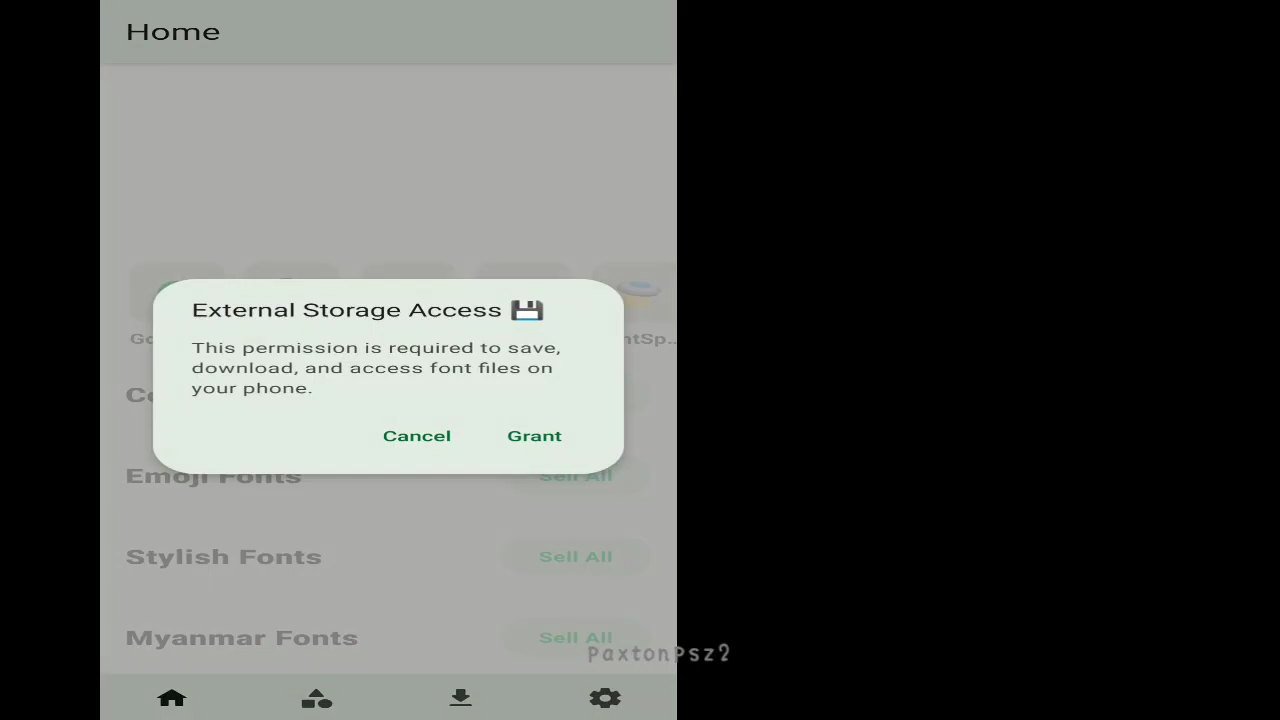 Home
External Storage Access 💾
This permission is required to save,
download, and access font files on
your phone.
Cancel
Grant
Emoji Fonts
Sell All
Stylish Fonts
Sell All
Myanmar Fonts
Sell All
PaxtonPsz2